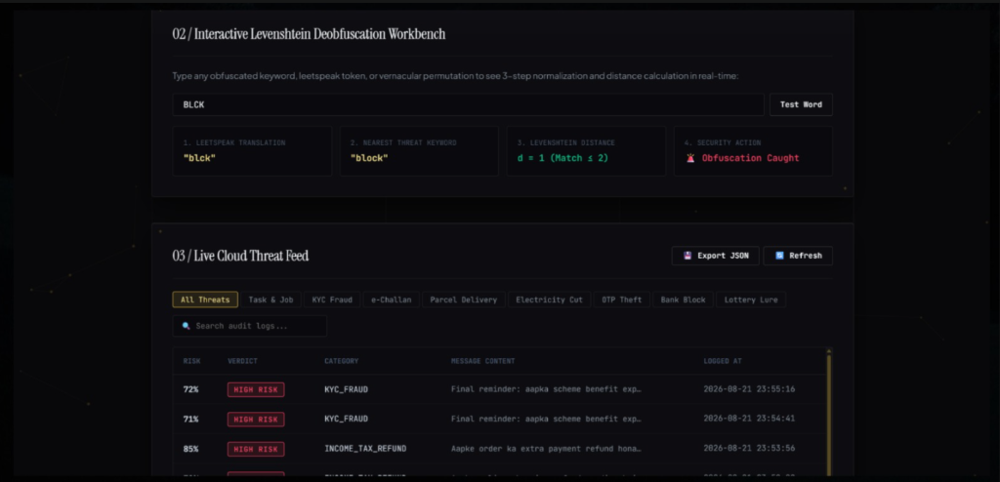 02 / Interactive Levenshtein Deobfuscation Workbench
Type any obfuscated keyword, leetspeak token, or vernacular permutation to see 3-step normalization and distance calculation in real-time:
BLCK
Test Word
1. LEETSPEAK TRANSLATION
"blck"
2. NEAREST THREAT KEYWORD
"block"
3. LEVENSHTEIN DISTANCE
d = 1 (Match ≤ 2)
4. SECURITY ACTION
Obfuscation Caught
03 / Live Cloud Threat Feed
Export JSON
Refresh
All Threats Task & Job KYC Fraud e-Challan Parcel Delivery Electricity Cut OTP Theft Bank Block Lottery Lure
Search audit logs...
RISK VERDICT CATEGORY MESSAGE CONTENT LOGGED AT
72% HIGH RISK KYC_FRAUD Final reminder: aapka scheme benefit exp… 2026-08-21 23:55:16
71% HIGH RISK KYC_FRAUD Final reminder: aapka scheme benefit exp… 2026-08-21 23:54:41
85% HIGH RISK INCOME_TAX_REFUND Aapke order ka extra payment refund hona… 2026-08-21 23:53:56